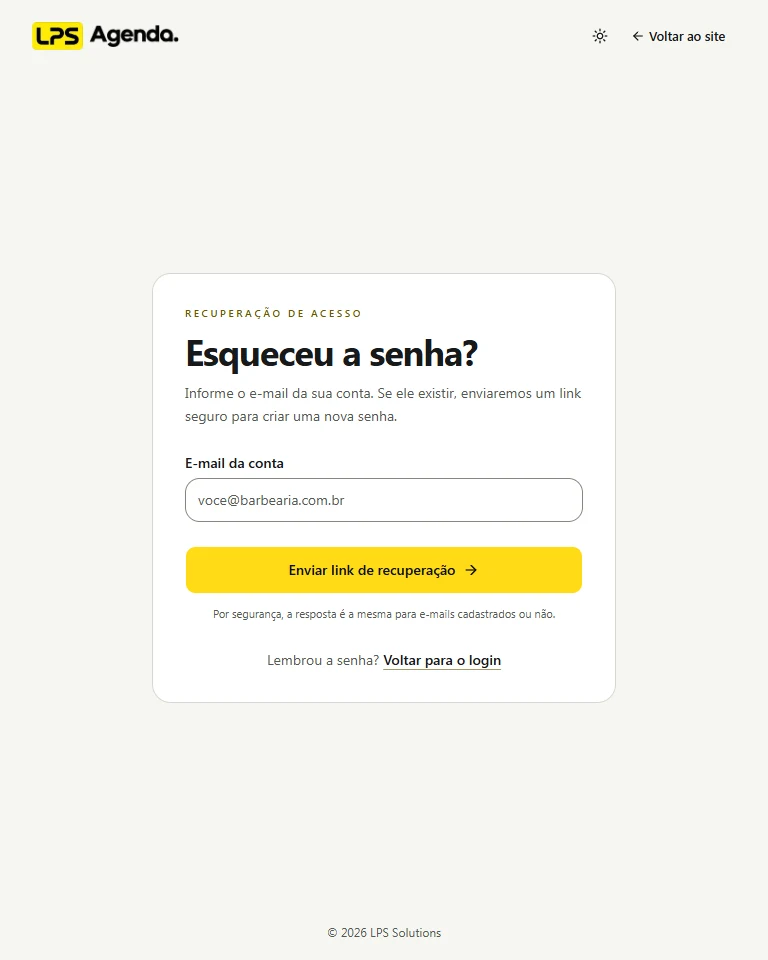 LPS Agenda.
← Voltar ao site
RECUPERAÇÃO DE ACESSO
Esqueceu a senha?
Informe o e-mail da sua conta. Se ele existir, enviaremos um link
seguro para criar uma nova senha.
E-mail da conta
voce@barbearia.com.br
Enviar link de recuperação →
Por segurança, a resposta é a mesma para e-mails cadastrados ou não.
Lembrou a senha? Voltar para o login
© 2026 LPS Solutions